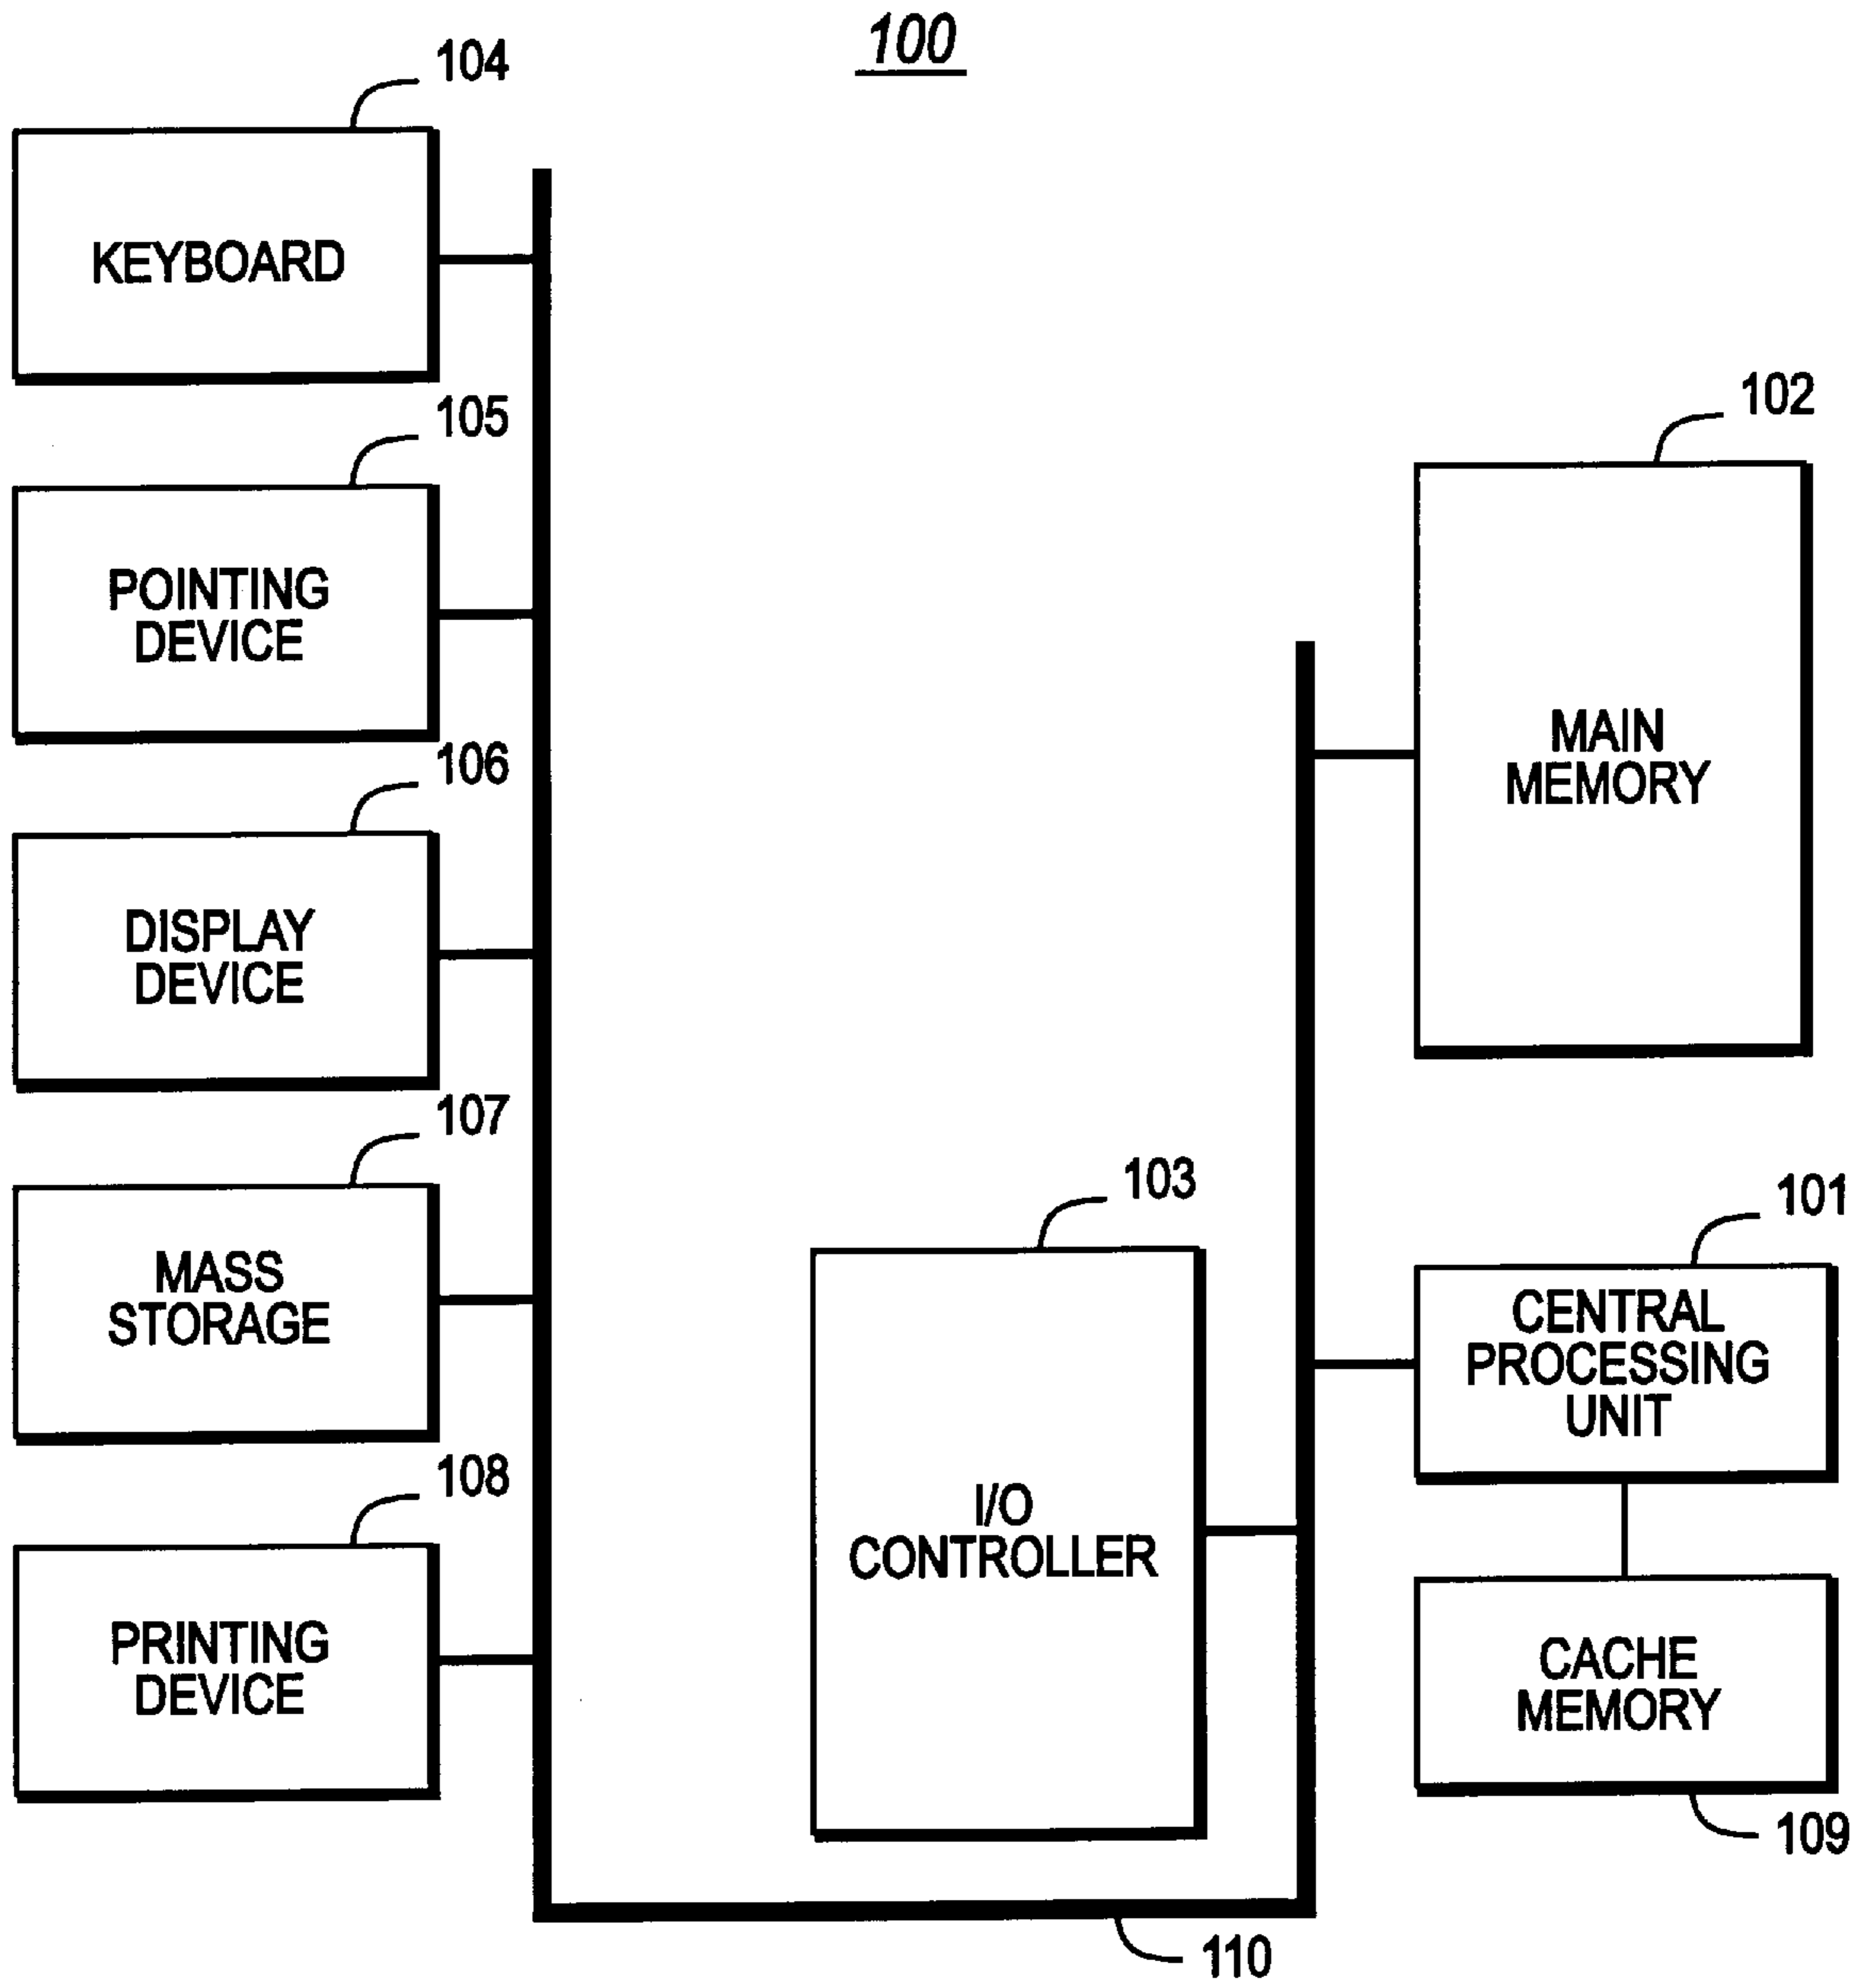 100
104
KEYBOARD
105
POINTING
DEVICE
106
DISPLAY
DEVICE
107
MASS
STORAGE
108
PRINTING
DEVICE
103
I/O
CONTROLLER
102
MAIN
MEMORY
101
CENTRAL
PROCESSING
UNIT
CACHE
MEMORY
109
110